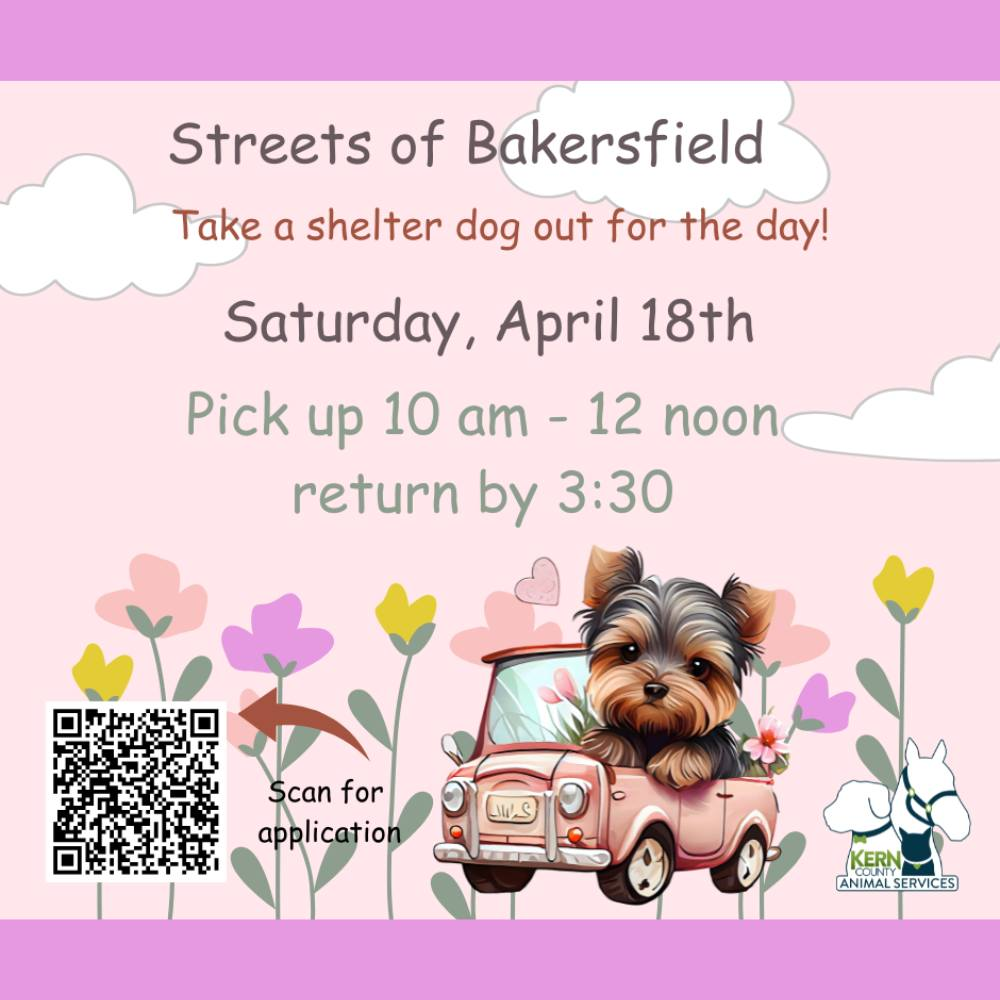 Streets of Bakersfield
Take a shelter dog out for the day!
Saturday, April 18th
Pick up 10 am - 12 noon
return by 3:30
Scan for
application
KERN
COUNTY
ANIMAL SERVICES